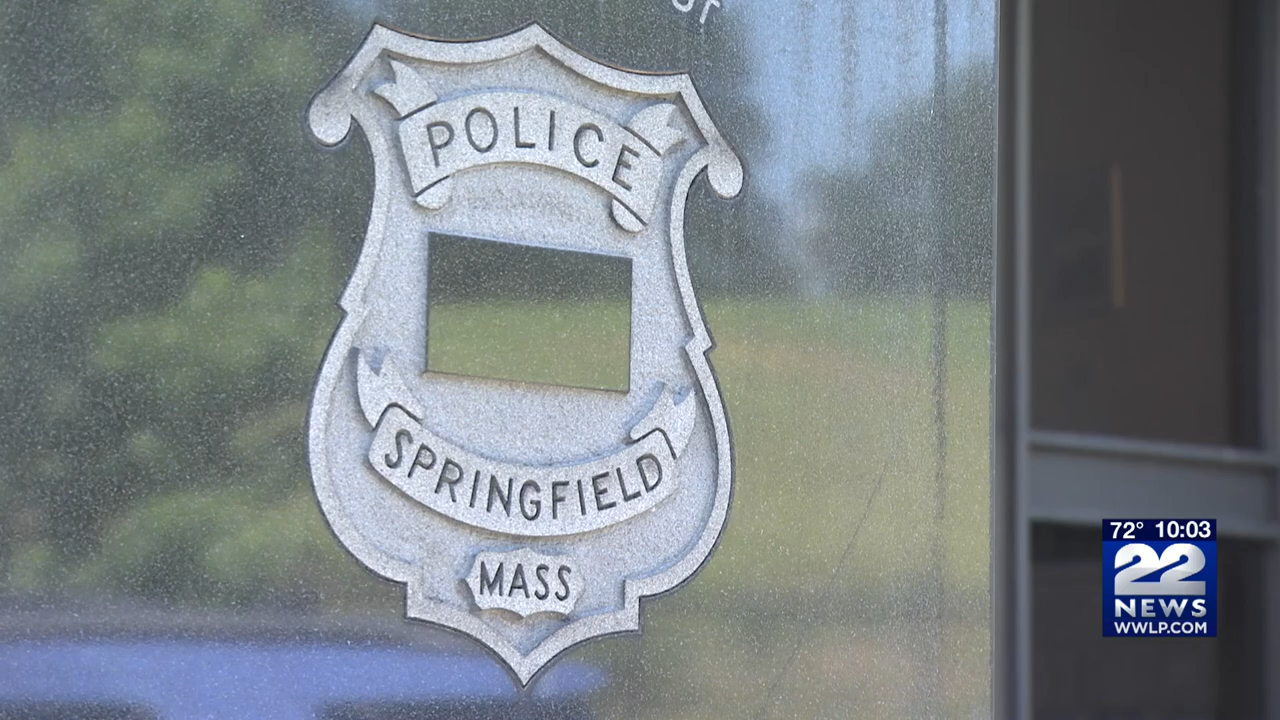 POLICE
SPRINGFIELD
MASS
72° 10:03
22
NEWS
WWLP.COM